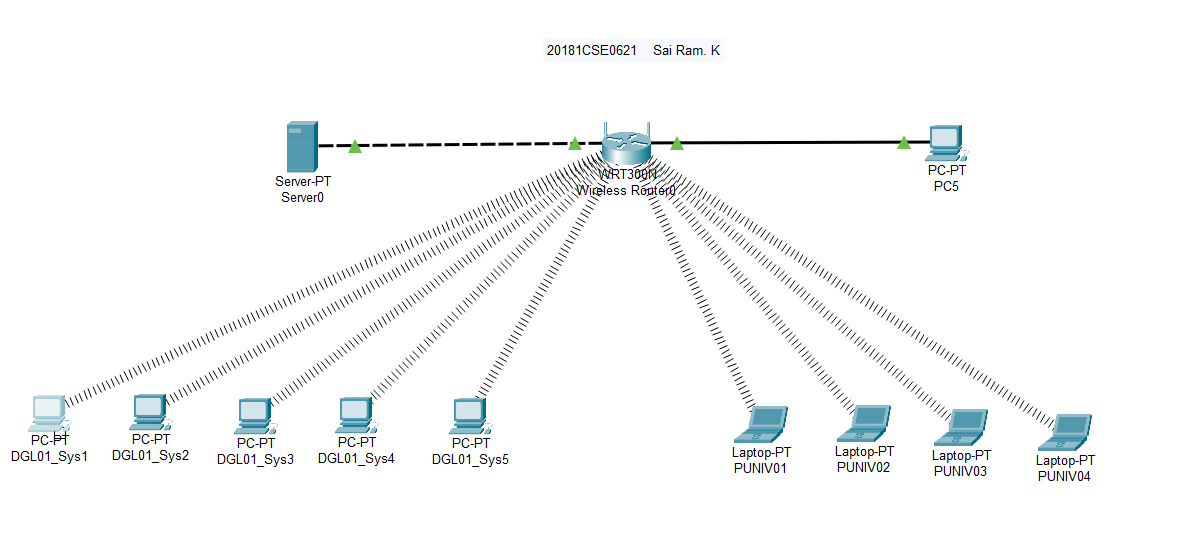 20181CSE0621 Sai Ram. K
Server-PT
Server0
WRT300N
Wireless Router0
PC-PT
PC5
PC-PT
DGL01_Sys1
PC-PT
DGL01_Sys2
PC-PT
DGL01_Sys3
PC-PT
DGL01_Sys4
PC-PT
DGL01_Sys5
Laptop-PT
PUNIV01
Laptop-PT
PUNIV02
Laptop-PT
PUNIV03
Laptop-PT
PUNIV04